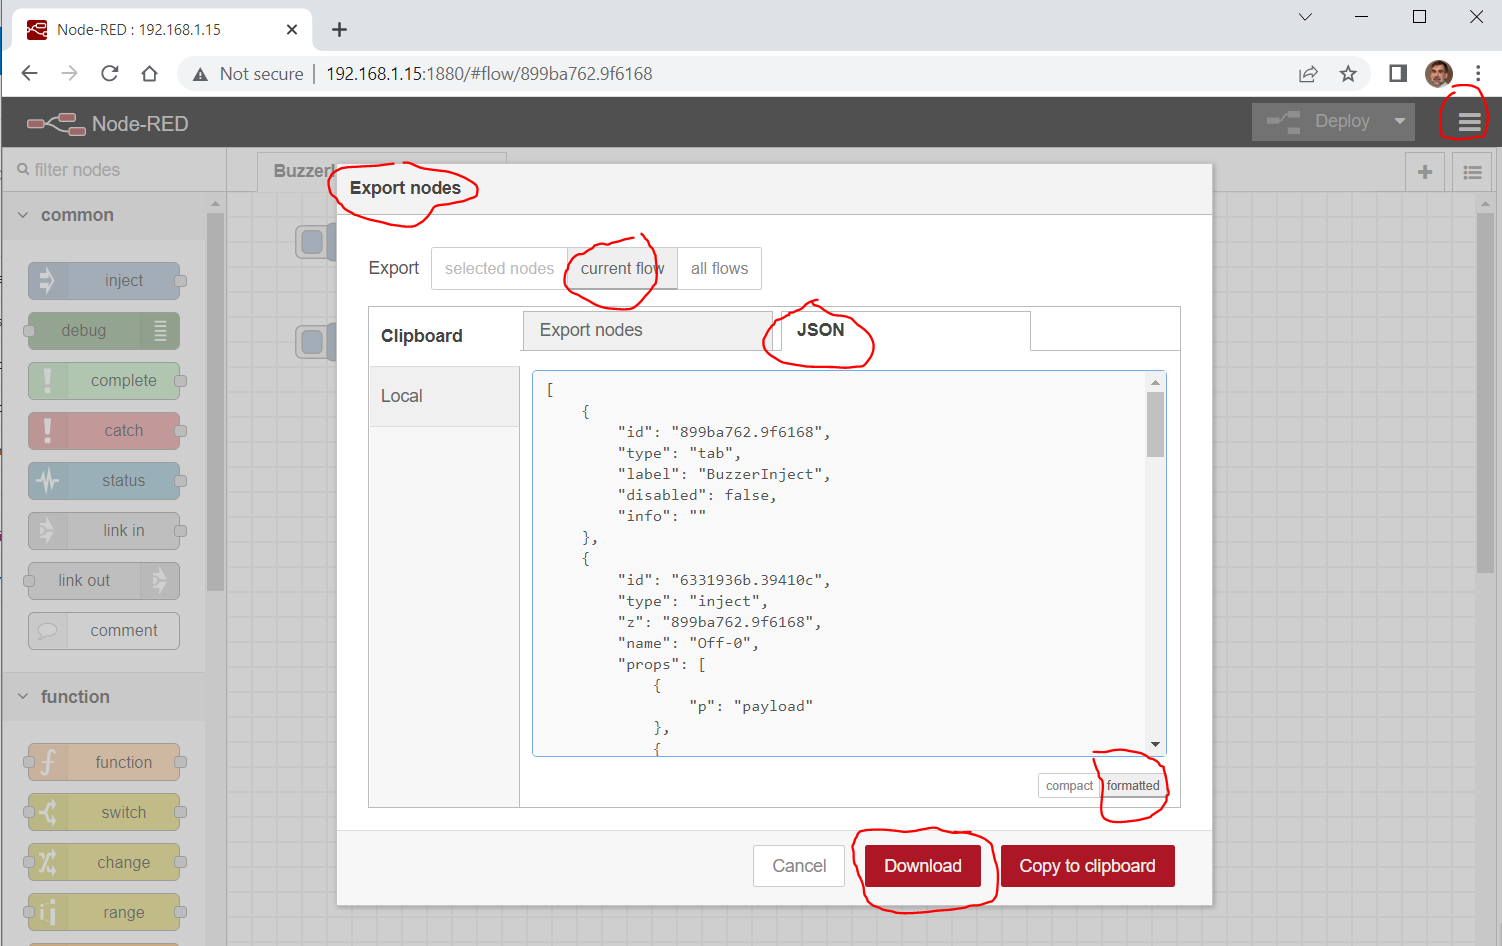 Node-RED : 192.168.1.15
Not secure
192.168.1.15:1880/#flow/899ba762.9f6168
Node-RED
Deploy
filter nodes
common
inject
debug
complete
catch
status
link in
link out
comment
function
function
switch
change
range
Export nodes
Export
selected nodes
current flow
all flows
Clipboard
Local
Export nodes
JSON
[
{
"id": "899ba762.9f6168",
"type": "tab",
"label": "BuzzerInject",
"disabled": false,
"info": ""
},
{
"id": "6331936b.39410c",
"type": "inject",
"z": "899ba762.9f6168",
"name": "Off-0",
"props": [
{
"p": "payload"
},
{
compact
formatted
Cancel
Download
Copy to clipboard